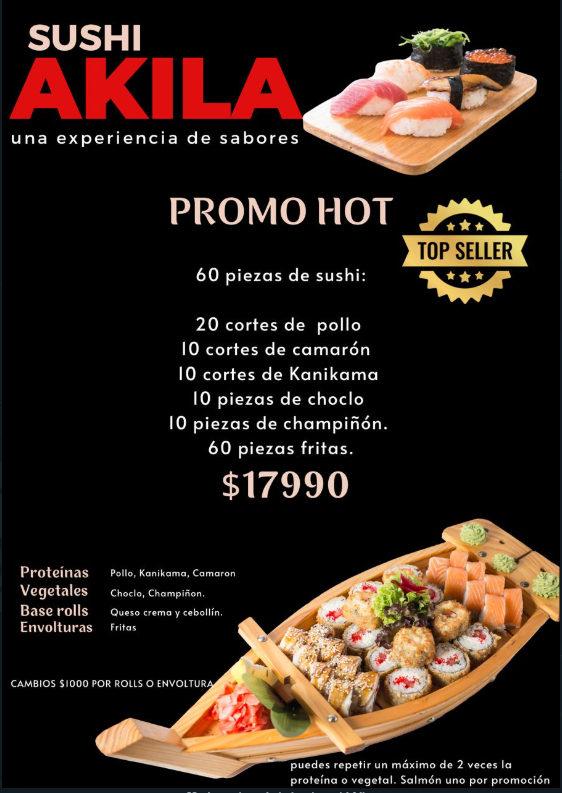 SUSHI
AKILA
una experiencia de sabores
PROMO HOT
TOP SELLER
60 piezas de sushi:
20 cortes de pollo
10 cortes de camarón
10 cortes de Kanikama
10 piezas de choclo
10 piezas de champiñón.
60 piezas fritas.
$17990
Proteínas Pollo, Kanikama, Camaron
Vegetales Choclo, Champiñon.
Base rolls Queso crema y cebollín.
Envolturas Fritas
CAMBIOS $1000 POR ROLLS O ENVOLTURA
puedes repetir un máximo de 2 veces la
proteína o vegetal. Salmón uno por promoción